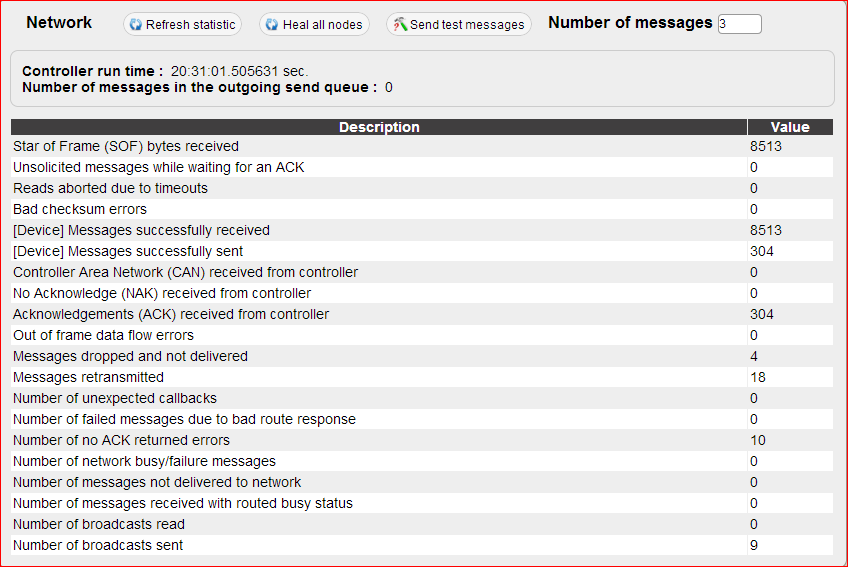 Network Refresh statistic Heal all nodes Send test messages Number of messages 3
Controller run time : 20:31:01.505631 sec.
Number of messages in the outgoing send queue : 0
Description Value
Star of Frame (SOF) bytes received 8513
Unsolicited messages while waiting for an ACK 0
Reads aborted due to timeouts 0
Bad checksum errors 0
[Device] Messages successfully received 8513
[Device] Messages successfully sent 304
Controller Area Network (CAN) received from controller 0
No Acknowledge (NAK) received from controller 0
Acknowledgements (ACK) received from controller 304
Out of frame data flow errors 0
Messages dropped and not delivered 4
Messages retransmitted 18
Number of unexpected callbacks 0
Number of failed messages due to bad route response 0
Number of no ACK returned errors 10
Number of network busy/failure messages 0
Number of messages not delivered to network 0
Number of messages received with routed busy status 0
Number of broadcasts read 0
Number of broadcasts sent 9